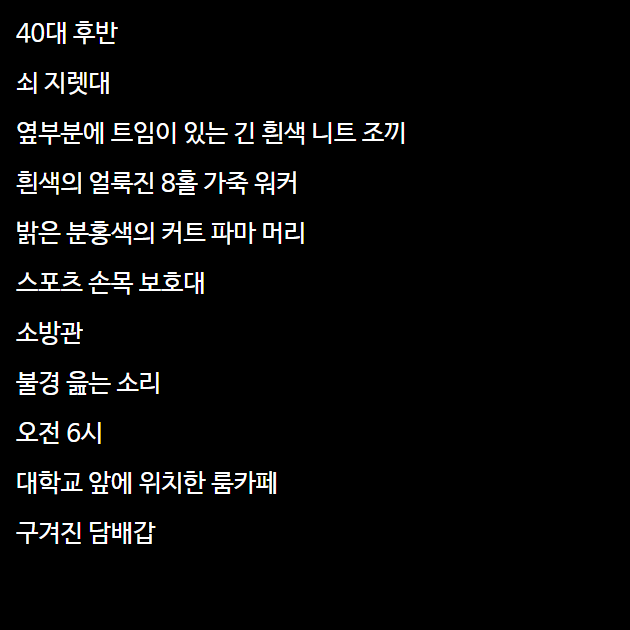 40대 후반
쇠 지렛대
옆부분에 트임이 있는 긴 흰색 니트 조끼
흰색의 얼룩진 8홀 가죽 워커
밝은 분홍색의 커트 파마 머리
스포츠 손목 보호대
소방관
불경 읊는 소리
오전 6시
대학교 앞에 위치한 룸카페
구겨진 담배갑